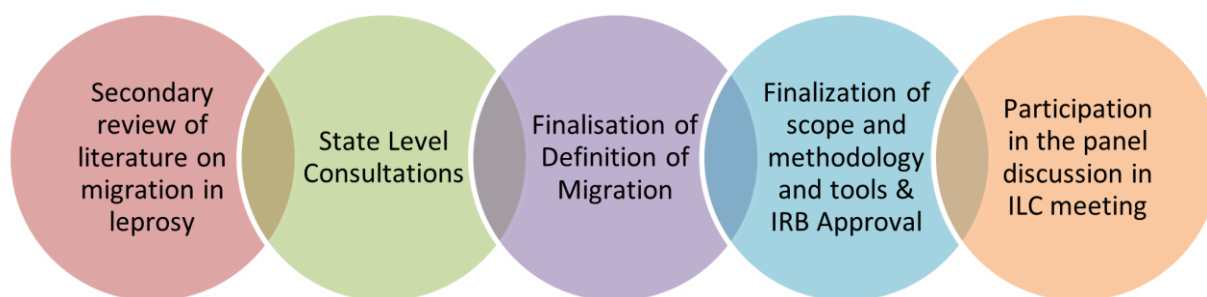 Secondary
review of
literature on
migration in
leprosy
State Level
Consultations
Finalisation of
Definition of
Migration
Finalization of
scope and
methodology
and tools &
IRB Approval
Participation
in the panel
discussion in
ILC meeting